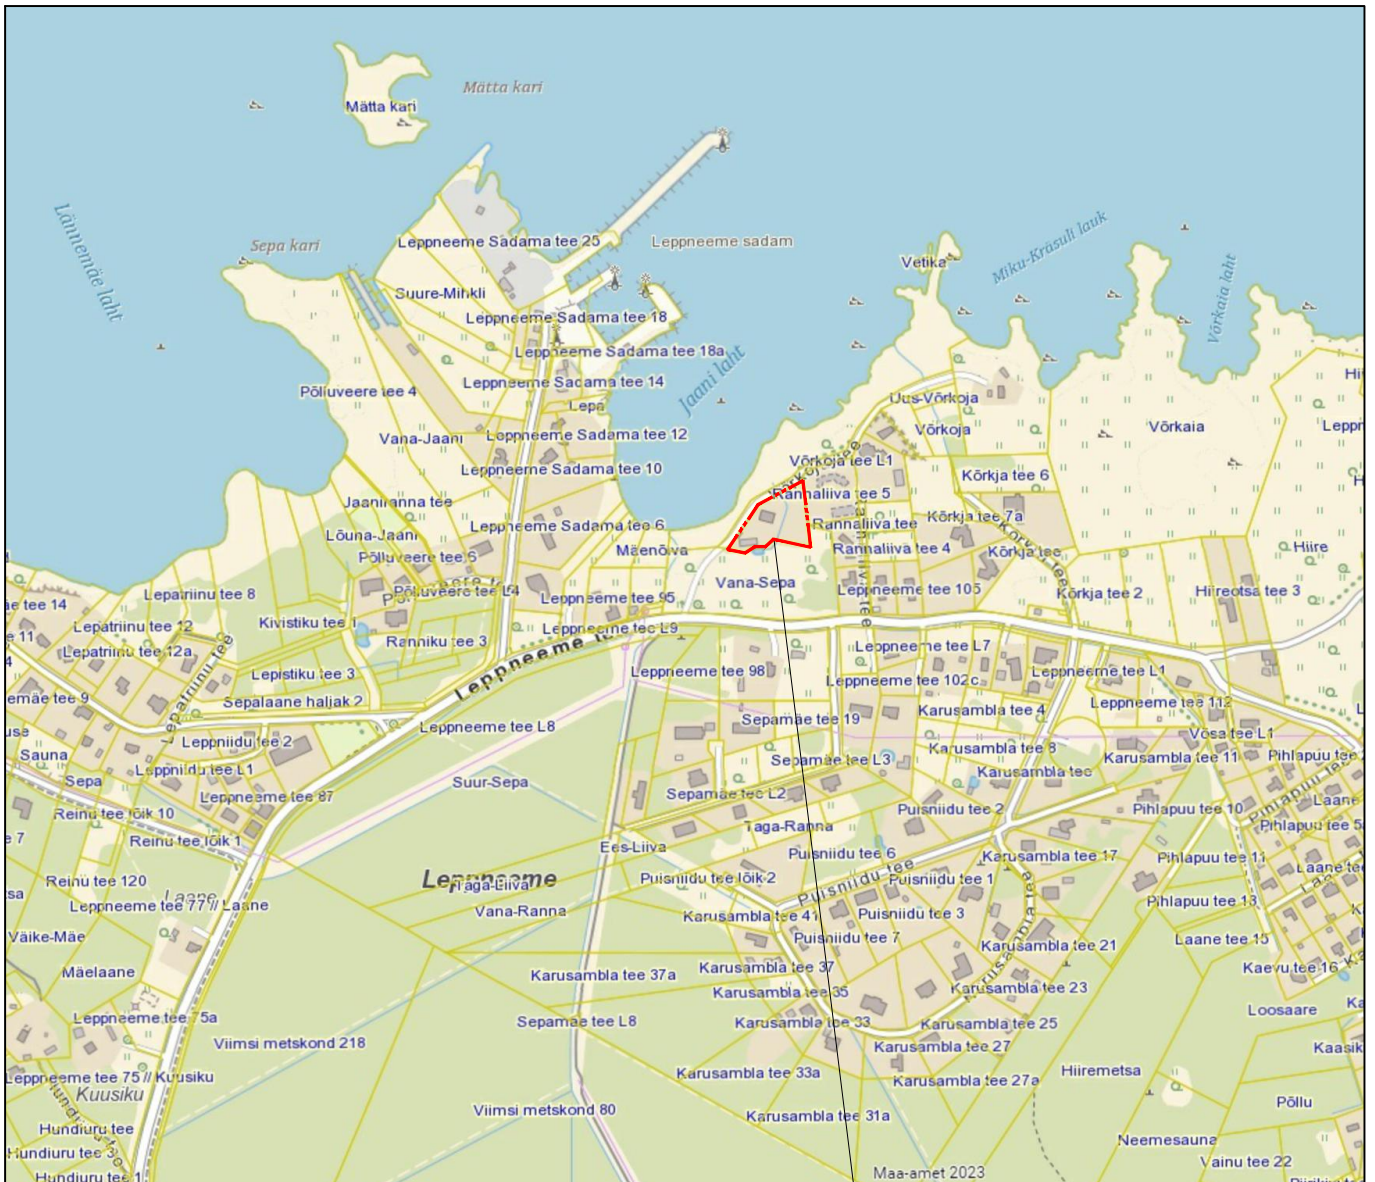 Mätta kari
Mätta kari
Lännemäe laht
Sepa kari
Leppneeme Sadama tee 25
Leppneeme sadam
Vetika
Miku-Kräsuli lauk
Võrkaia laht
Suure-Mihkli
Leppneeme Sadama tee 18
Leppneeme Sadama tee 18a
Jaani laht
Leppneeme Sadama tee 14
Põlluveere tee 4
Lepa
Uus-Võrkoja
Võrkoja
Võrkaia
Vana-Jaani
Leppneeme Sadama tee 12
Leppneeme Sadama tee 10
Võrkoja tee L1
Kõrkja tee 6
Rannaliiva tee 5
Jaaniranna tee
Leppneeme Sadama tee 6
Rannaliiva tee
Kõrkja tee 7a
Lõuna-Jaani
Põlluveere tee 6
Mäenõlva
Rannaliiva tee 4
Kõrkja tee
Hiire
Vana-Sepa
Põlluveere tee L4
Leppneeme tee 95
Leppneeme tee 105
Kõrkja tee 2
Hiireotsa tee 3
Lepatriinu tee 8
Lepatriinu tee 12
Kivistiku tee 1
Ranniku tee 3
Leppneeme tee L9
Lepatriinu tee 12a
Lepatriinu tee
Lepistiku tee 3
Leppneeme tee 98
Leppneeme tee L7
Leppneeme tee L1
Leppneeme tee 102c
Sepalaane haljak 2
Leppneeme tee L8
Sepamäe tee 19
Karusambla tee 4
Leppneeme tee 112
Leppniidu tee 2
Sauna
Karusambla tee 8
Võsa tee L1
Leppniidu tee L1
Sepa
Suur-Sepa
Sepamäe tee L3
Karusambla tee
Karusambla tee 11
Leppneeme tee 87
Sepamäe tee L2
Puisniidu tee 2
Pihlapuu tee 10
Reinu tee lõik 10
Taga-Ranna
Reinu tee lõik 1
Ees-Liiva
Puisniidu tee 6
Karusambla tee 17
Pihlapuu tee 11
Reinu tee 120
Laane
Leppneeme
Taga-Liiva
Puisniidu tee lõik 2
Puisniidu tee
Puisniidu tee 1
Leppneeme tee 77 // Laane
Vana-Ranna
Karusambla tee 41
Puisniidu tee 3
Pihlapuu tee 13
Väike-Mäe
Puisniidu tee 7
Karusambla tee 21
Laane tee 15
Mäelaane
Karusambla tee 37a
Karusambla tee 37
Kaevu tee 16
Karusambla tee 35
Karusambla tee 23
Leppneeme tee 75a
Sepamäe tee L8
Karusambla tee 33
Karusambla tee 25
Loosaare
Viimsi metskond 218
Karusambla tee 27
Leppneeme tee 75 // Kuusiku
Kuusiku
Karusambla tee 33a
Karusambla tee 27a
Hiiremetsa
Viimsi metskond 80
Karusambla tee 31a
Põllu
Hundiuru tee
Neemesauna
Hundiuru tee 3
Vainu tee 22
Maa-amet 2023